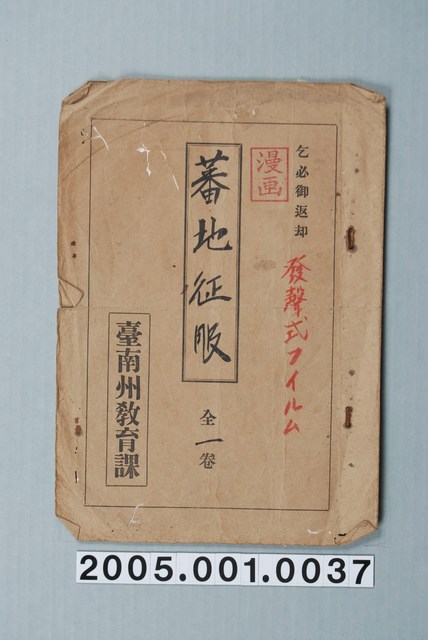 乞必御返却
漫画
發聲式フイルム
蕃地征服
全一卷
臺南州教育課
2005.001.0037